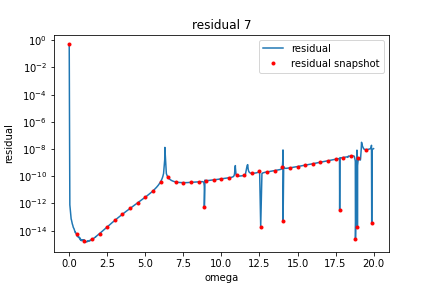 residual 7
residual
residual snapshot
10^0
10^-2
10^-4
10^-6
10^-8
10^-10
10^-12
10^-14
residual
0.0 2.5 5.0 7.5 10.0 12.5 15.0 17.5 20.0
omega